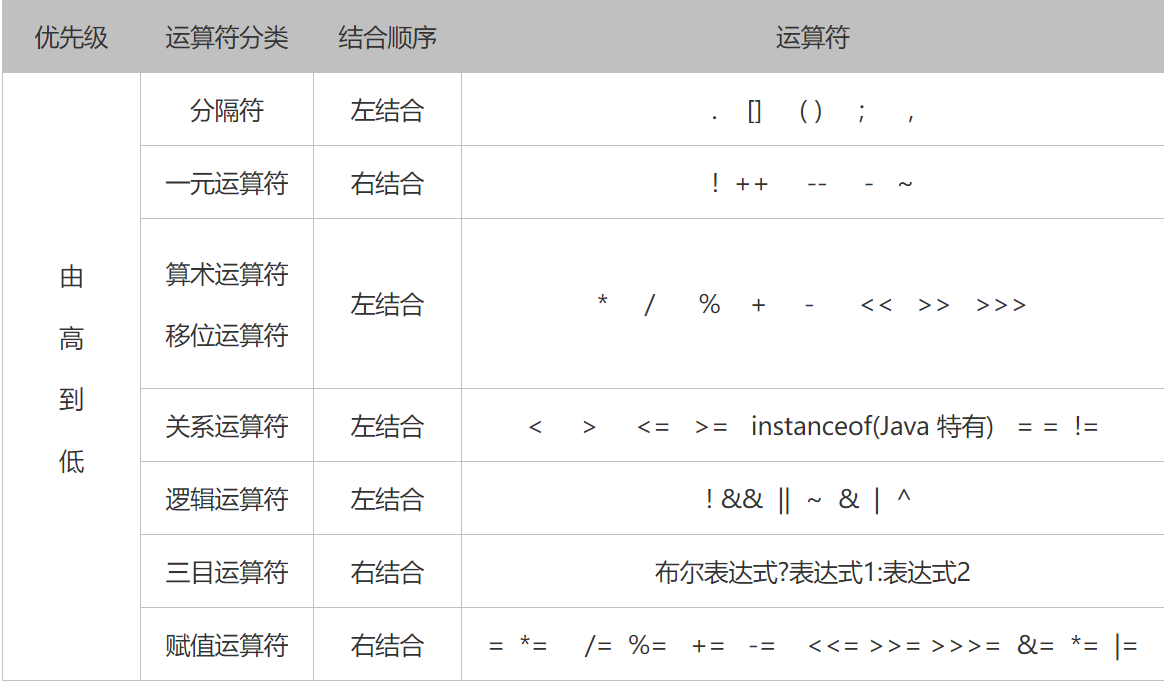 优先级 运算符分类 结合顺序 运算符
由
高
到
低
分隔符 左结合 . [] ( ) ; ,
一元运算符 右结合 ! ++ -- - ~
算术运算符
移位运算符
左结合 * / % + - << >> >>>
关系运算符 左结合 < > <= >= instanceof(Java 特有) = = !=
逻辑运算符 左结合 ! && || ~ & | ^
三目运算符 右结合 布尔表达式?表达式1:表达式2
赋值运算符 右结合 = *= /= %= += -= <<= >>= >>>= &= *= |=